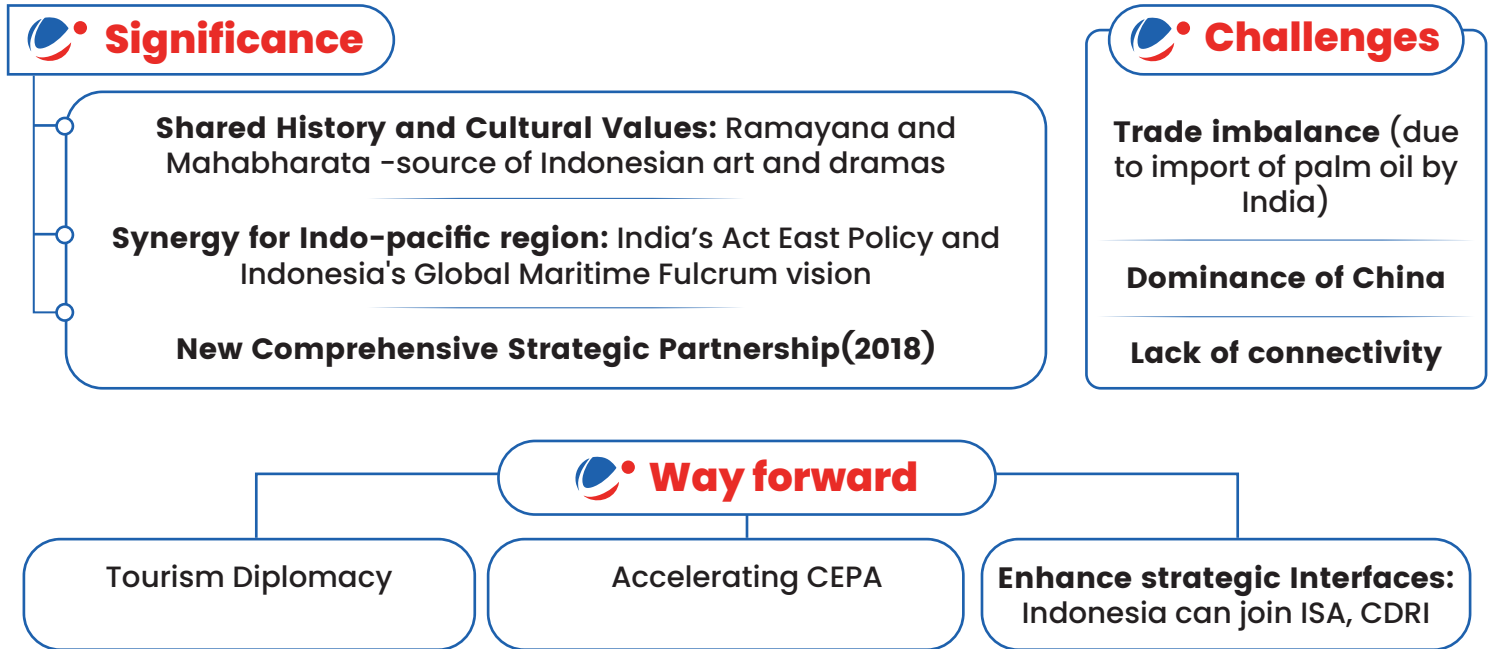 Significance
Shared History and Cultural Values: Ramayana and
Mahabharata -source of Indonesian art and dramas
Synergy for Indo-pacific region: India’s Act East Policy and
Indonesia's Global Maritime Fulcrum vision
New Comprehensive Strategic Partnership(2018)
Challenges
Trade imbalance (due
to import of palm oil by
India)
Dominance of China
Lack of connectivity
Way forward
Tourism Diplomacy
Accelerating CEPA
Enhance strategic Interfaces:
Indonesia can join ISA, CDRI